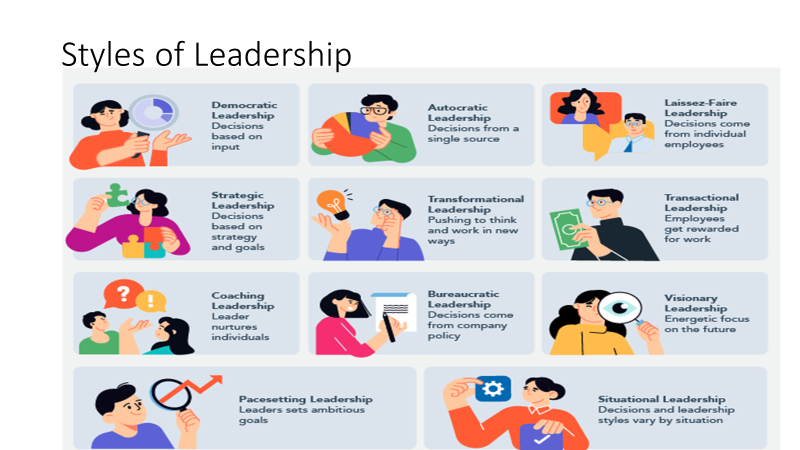 Styles of Leadership
Democratic
Leadership
Decisions
based on
input
Autocratic
Leadership
Decisions from a
single source
Laissez-Faire
Leadership
Decisions come
from individual
employees
Strategic
Leadership
Decisions
based on
strategy
and goals
Transformational
Leadership
Pushing to think
and work in new
ways
Transactional
Leadership
Employees
get rewarded
for work
Coaching
Leadership
Leader
nurtures
individuals
Bureaucratic
Leadership
Decisions come
from company
policy
Visionary
Leadership
Energetic focus
on the future
Pacesetting Leadership
Leaders sets ambitious
goals
Situational Leadership
Decisions and leadership
styles vary by situation